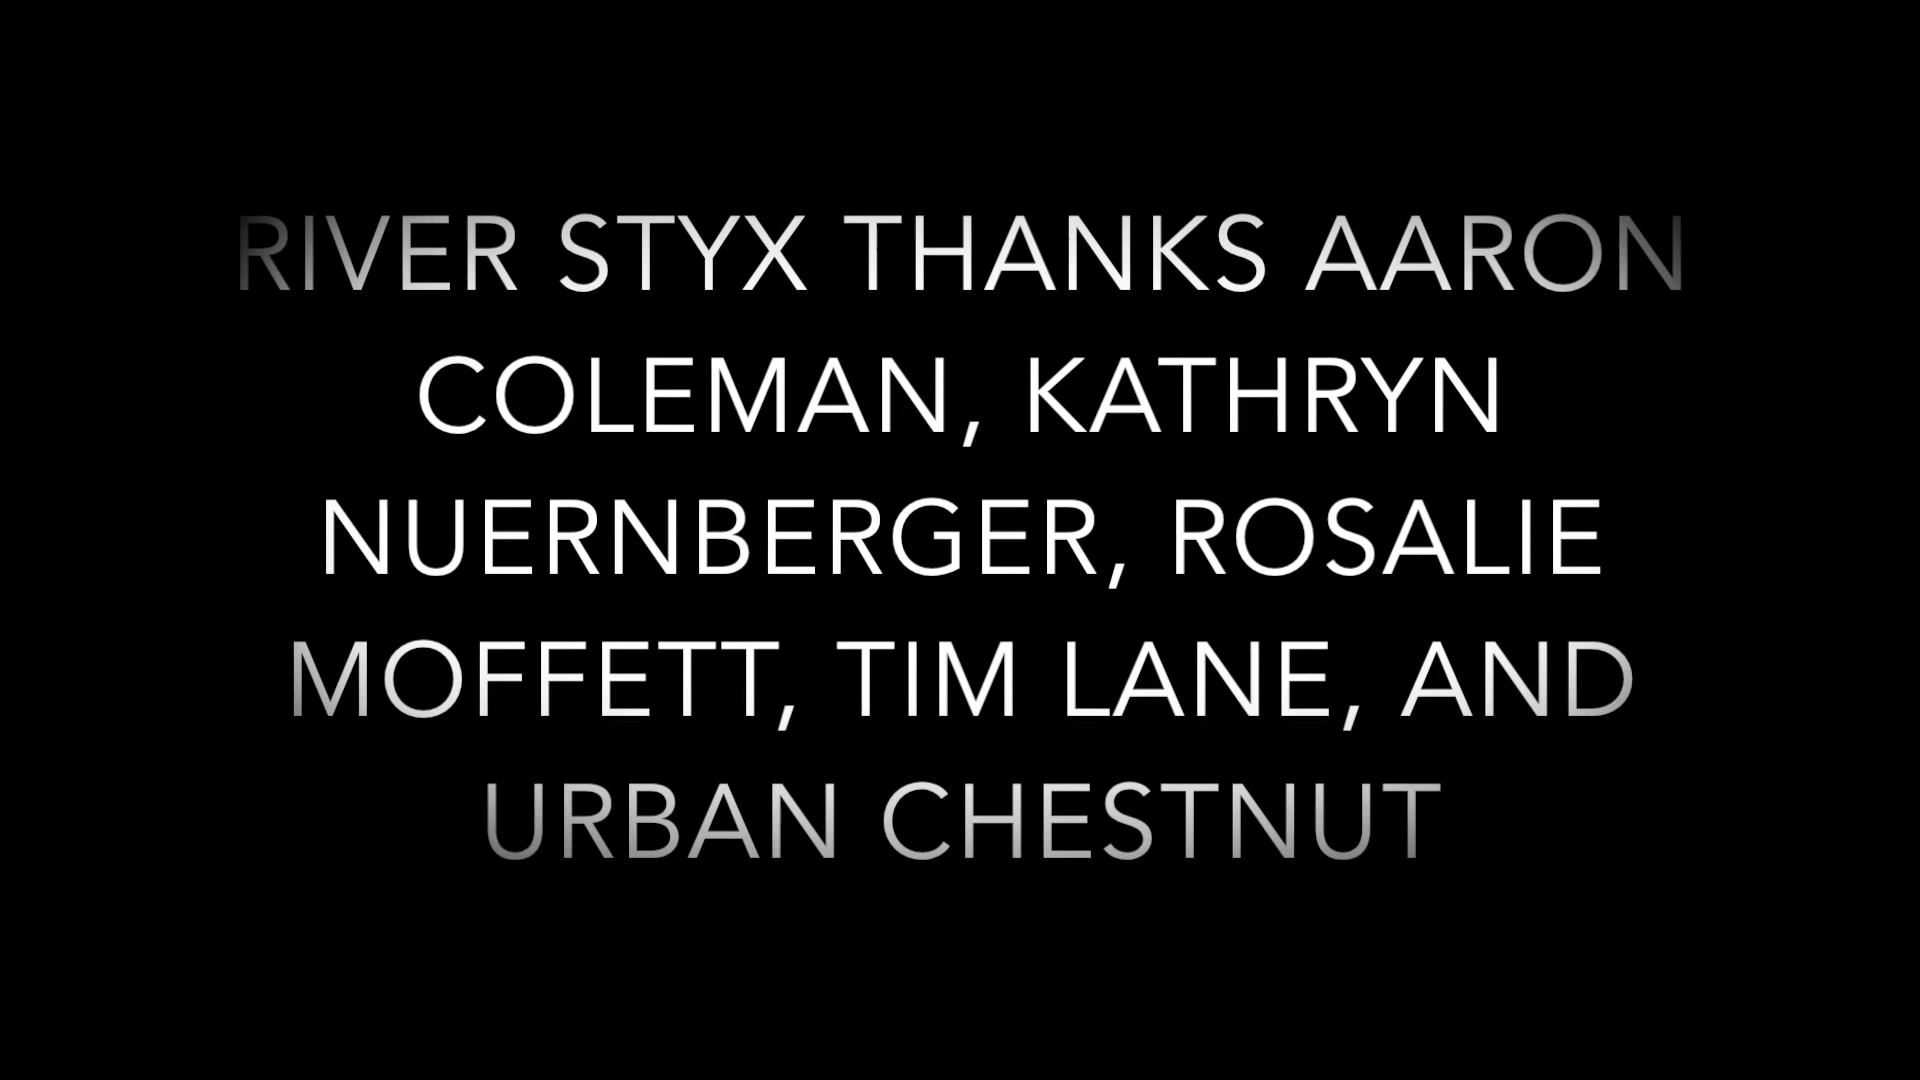 RIVER STYX THANKS AARON
COLEMAN, KATHRYN
NUERNBERGER, ROSALIE
MOFFETT, TIM LANE, AND
URBAN CHESTNUT